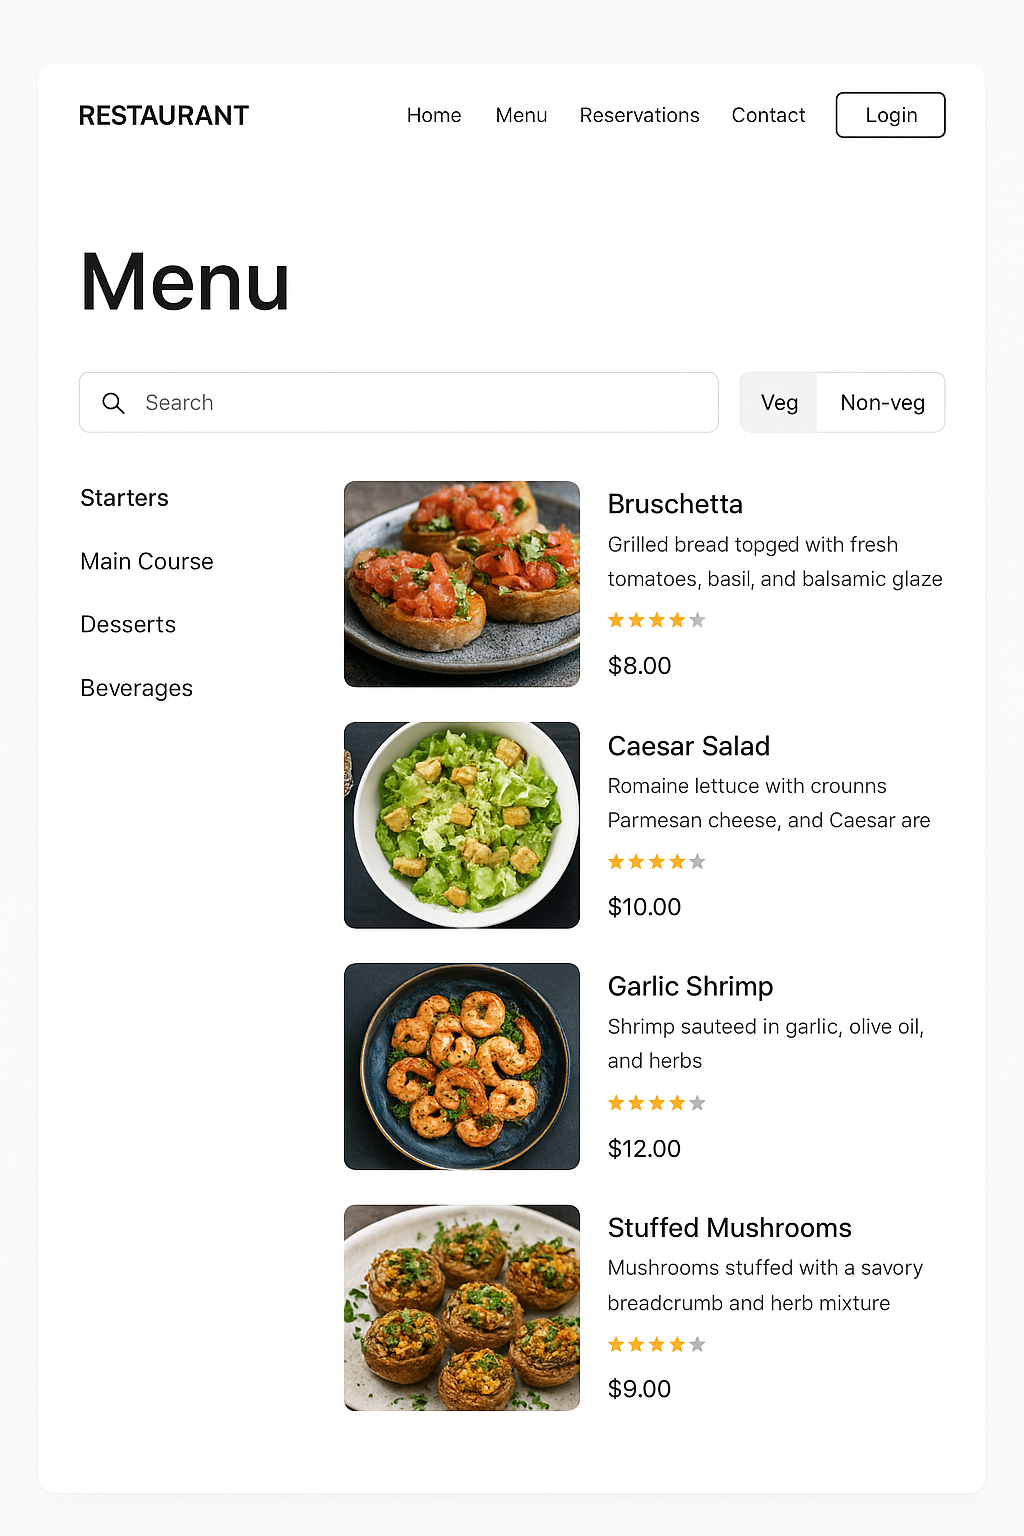 RESTAURANT
Home Menu Reservations Contact Login
Menu
Search
Veg Non-veg
Starters
Main Course
Desserts
Beverages
Bruschetta
Grilled bread topged with fresh
tomatoes, basil, and balsamic glaze
$8.00
Caesar Salad
Romaine lettuce with crounns
Parmesan cheese, and Caesar are
$10.00
Garlic Shrimp
Shrimp sauteed in garlic, olive oil,
and herbs
$12.00
Stuffed Mushrooms
Mushrooms stuffed with a savory
breadcrumb and herb mixture
$9.00